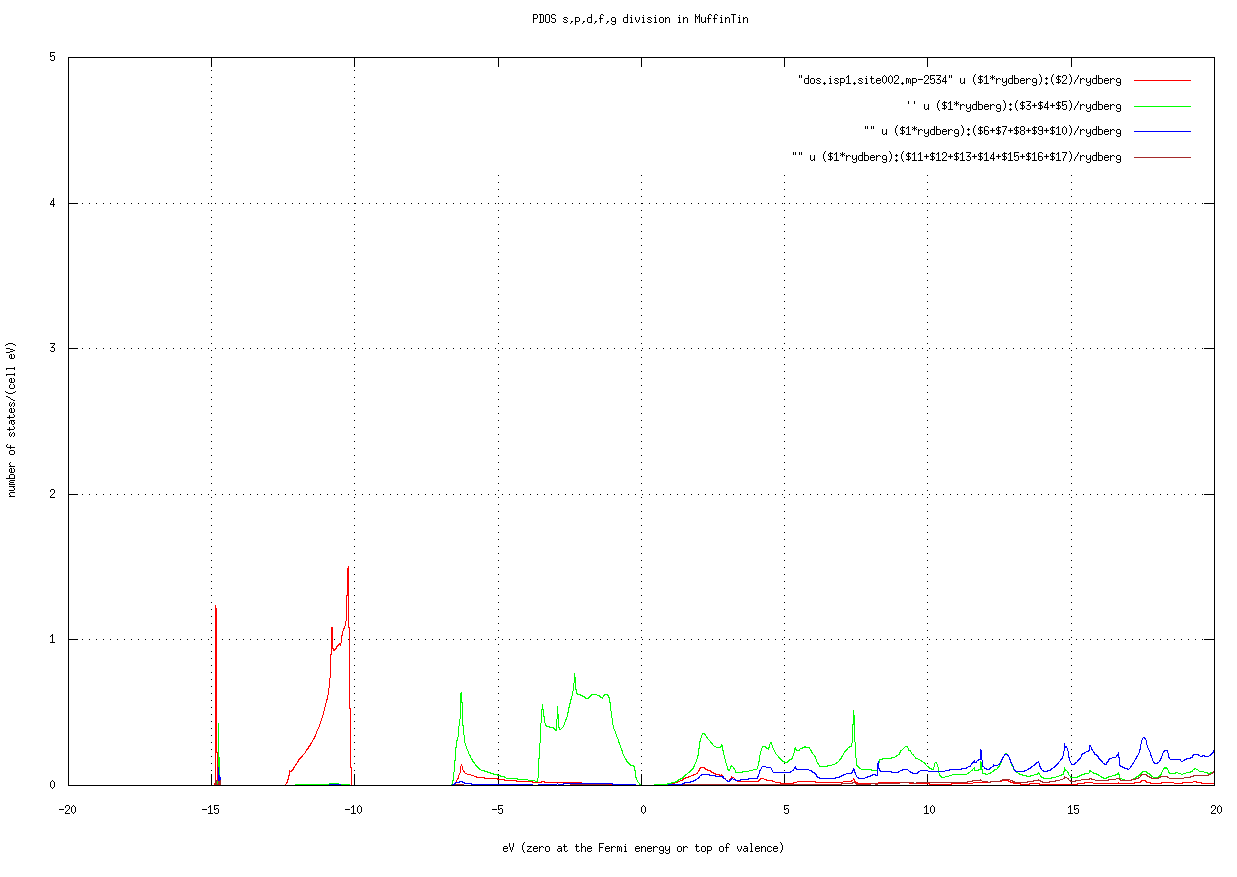 PDOS s,p,d,f,g division in MuffinTin
"dos.isp1.site002.mp-2534" u ($1*rydberg):($2)/rydberg
'' u ($1*rydberg):($3+$4+$5)/rydberg
"" u ($1*rydberg):($6+$7+$8+$9+$10)/rydberg
"" u ($1*rydberg):($11+$12+$13+$14+$15+$16+$17)/rydberg
number of states/(cell eV)
5
4
3
2
1
0
-20 -15 -10 -5 0 5 10 15 20
eV (zero at the Fermi energy or top of valence)